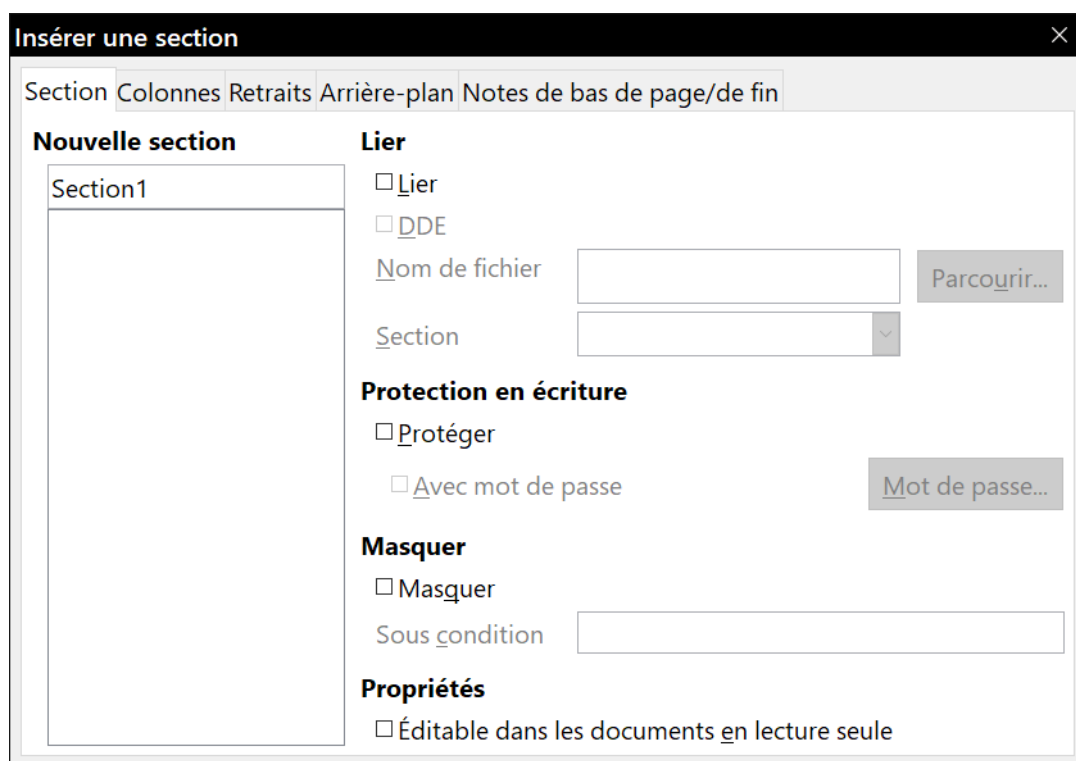 Insérer une section
Section Colonnes Retraits Arrière-plan Notes de bas de page/de fin
Nouvelle section
Section1
Lier
Lier
DDE
Nom de fichier
Parcourir...
Section
Protection en écriture
Protéger
Avec mot de passe
Mot de passe...
Masquer
Masquer
Sous condition
Propriétés
Éditable dans les documents en lecture seule